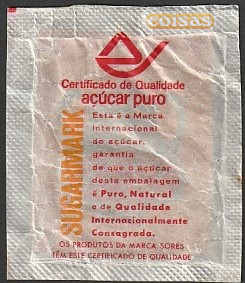 COISAS
Certificado de Qualidade
açúcar puro
SUGARMARK
Esta é a Marca
Internacional
do açúcar,
garantia
de que o açúcar
desta embalagem
é Puro, Natural
e de Qualidade
Internacionalmente
Consagrada.
OS PRODUTOS DA MARCA SORES
TÊM ESTE CERTIFICADO DE QUALIDADE